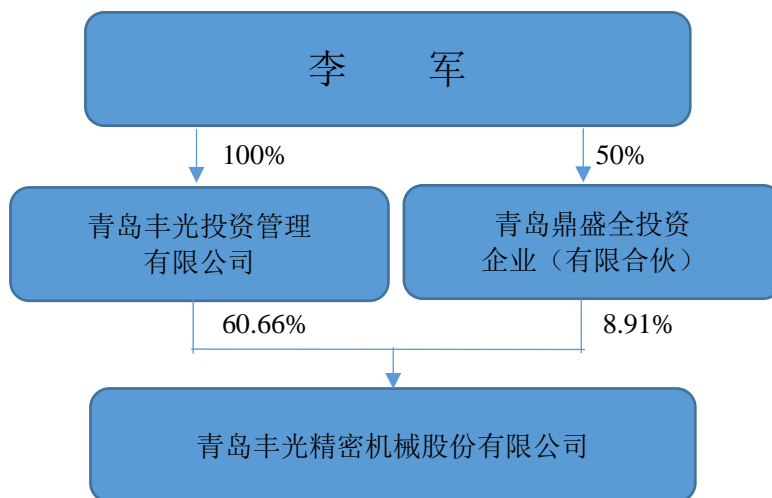 李 军
100%
50%
青岛丰光投资管理
有限公司
青岛鼎盛全投资
企业（有限合伙）
60.66%
8.91%
青岛丰光精密机械股份有限公司